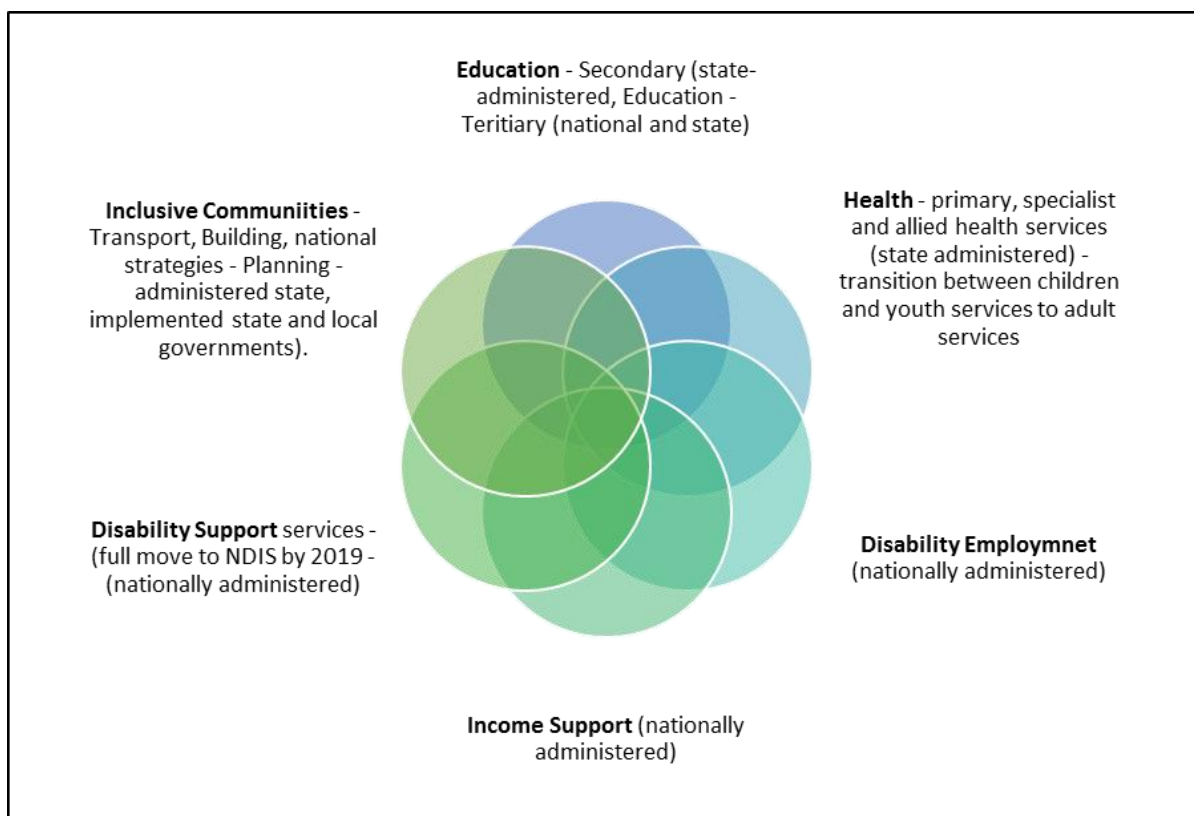 Education - Secondary (state-
administered, Education -
Teritiary (national and state)
Inclusive Communiities -
Transport, Building, national
strategies - Planning -
administered state,
implemented state and local
governments).
Health - primary, specialist
and allied health services
(state administered) -
transition between children
and youth services to adult
services
Disability Support services -
(full move to NDIS by 2019 -
(nationally administered)
Disability Employmnet
(nationally administered)
Income Support (nationally
administered)